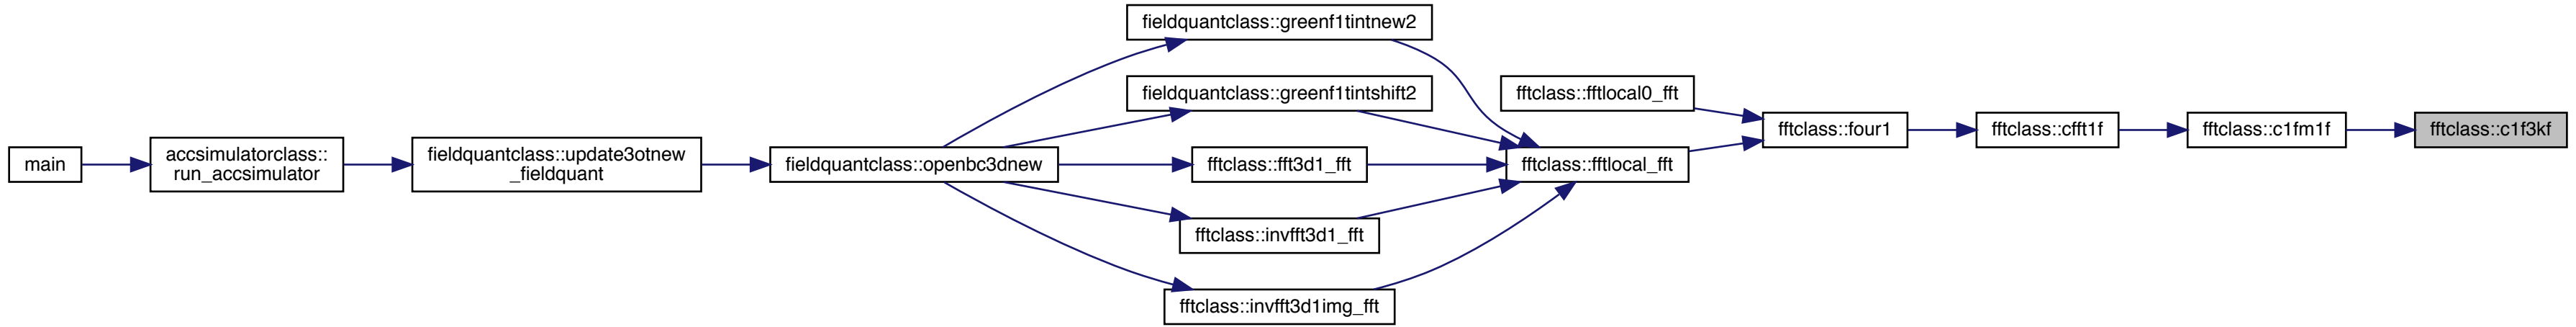 main
accsimulatorclass::
run_accsimulator
fieldquantclass::update3otnew
_fieldquant
fieldquantclass::openbc3dnew
fieldquantclass::greenf1tintnew2
fieldquantclass::greenf1tintshift2
fftclass::fft3d1_fft
fftclass::invfft3d1_fft
fftclass::invfft3d1img_fft
fftclass::fftlocal0_fft
fftclass::fftlocal_fft
fftclass::four1
fftclass::cfft1f
fftclass::c1fm1f
fftclass::c1f3kf